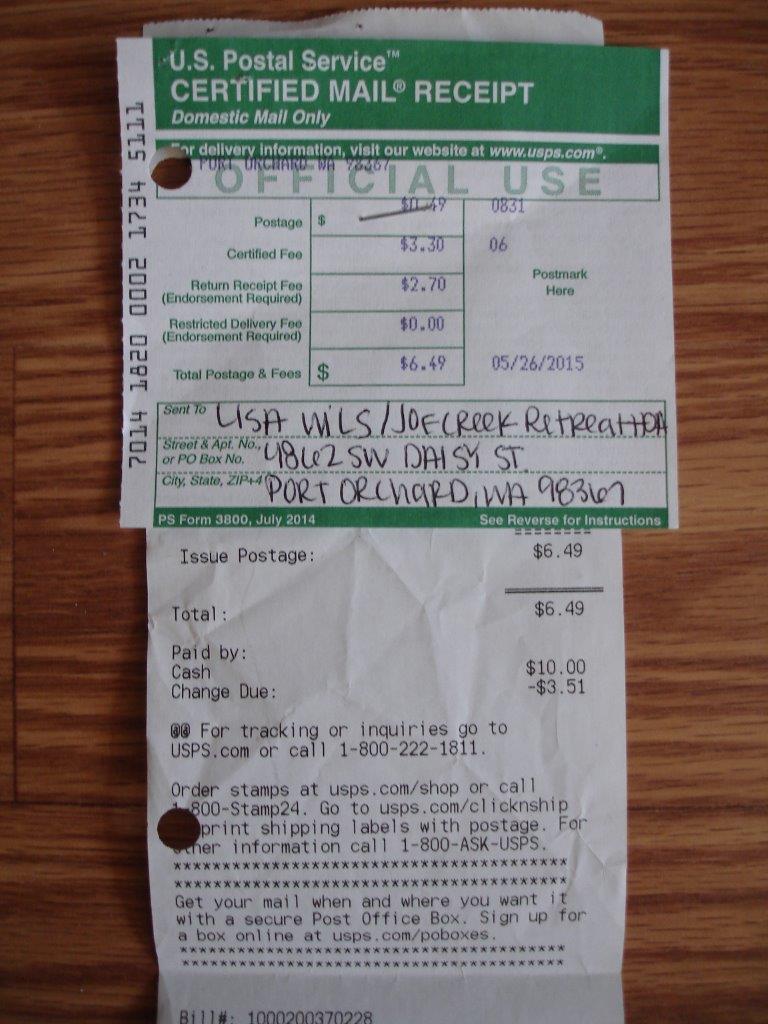 U.S. Postal Service™
CERTIFIED MAIL® RECEIPT
Domestic Mail Only
For delivery information, visit our website at www.usps.com®.
PORT ORCHARD WA 98367
OFFICIAL USE
Postage $ $0.49 0831
Certified Fee $3.30 06
Return Receipt Fee
(Endorsement Required) $2.70
Postmark
Here
Restricted Delivery Fee
(Endorsement Required) $0.00
Total Postage & Fees $ $6.49 05/26/2015
7014 1820 0002 1734 5111
Sent To LISA WILS/JOE CREEK Retreat HOA
Street & Apt. No.,
or PO Box No. 4862 SW DAISY ST.
City, State, ZIP+4 PORT ORCHARD, WA 98367
PS Form 3800, July 2014 See Reverse for Instructions
========
Issue Postage: $6.49
Total: $6.49
Paid by:
Cash $10.00
Change Due: -$3.51
@@ For tracking or inquiries go to
USPS.com or call 1-800-222-1811.
Order stamps at usps.com/shop or call
1-800-Stamp24. Go to usps.com/clicknship
print shipping labels with postage. For
other information call 1-800-ASK-USPS.
****************************************
****************************************
Get your mail when and where you want it
with a secure Post Office Box. Sign up for
a box online at usps.com/poboxes.
****************************************
****************************************
Bill#: 1000200370228